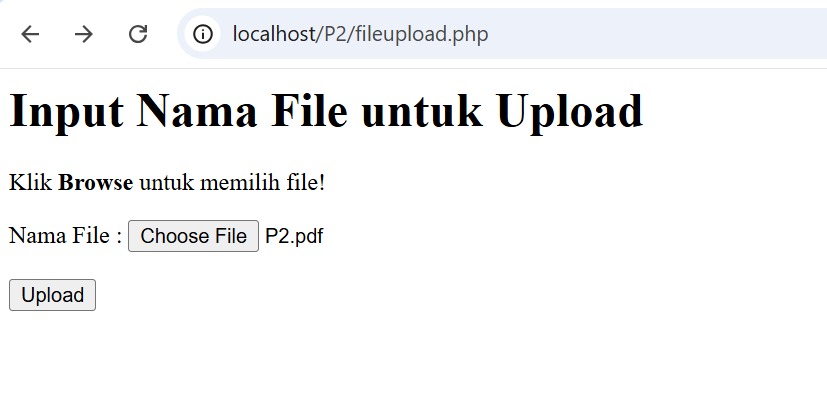 localhost/P2/fileupload.php
Input Nama File untuk Upload
Klik Browse untuk memilih file!
Nama File : Choose File P2.pdf
Upload